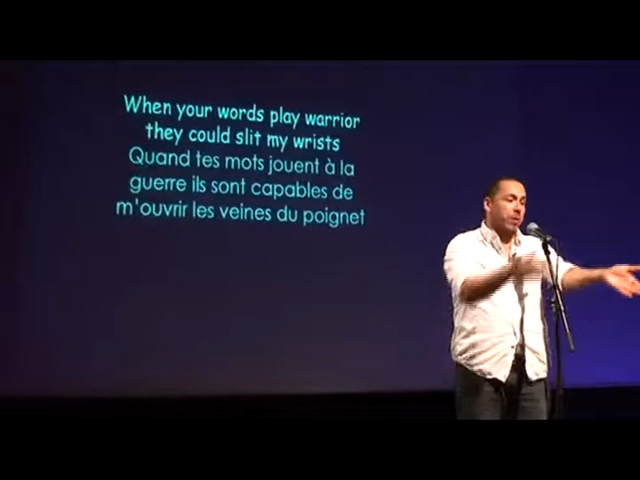 When your words play warrior
they could slit my wrists
Quand tes mots jouent à la
guerre ils sont capables de
m'ouvrir les veines du poignet